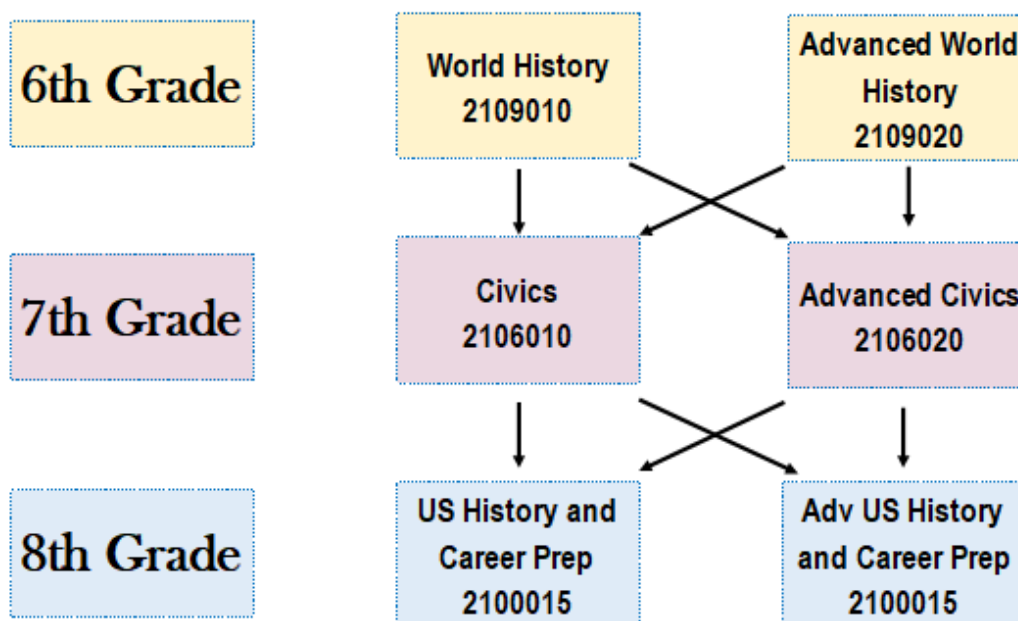 6th Grade
World History
2109010
Advanced World
History
2109020
7th Grade
Civics
2106010
Advanced Civics
2106020
8th Grade
US History and
Career Prep
2100015
Adv US History
and Career Prep
2100015